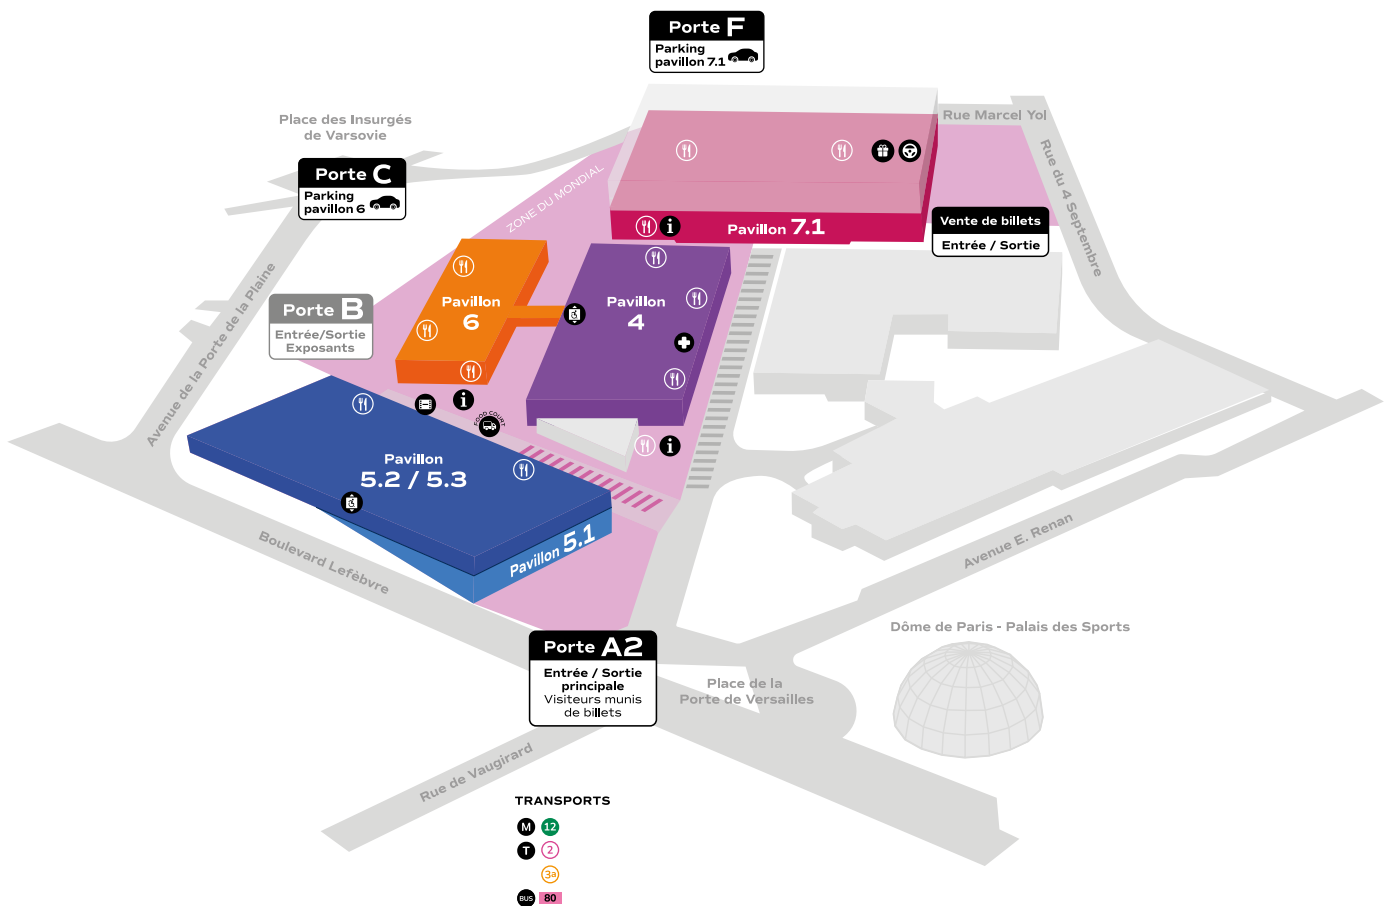 Porte F
Parking
pavillon 7.1
Rue Marcel Yol
Place des Insurgés
de Varsovie
Rue du 4 Septembre
Porte C
Parking
pavillon 6
ZONE DU MONDIAL
Vente de billets
Entrée / Sortie
Pavillon 7.1
Avenue de la Porte de la Plaine
Porte B
Entrée/Sortie
Exposants
Pavillon
6
Pavillon
4
i
i
i
FOOD COURT
Pavillon
5.2 / 5.3
Pavillon 5.1
Boulevard Lefèbvre
Avenue E. Renan
Dôme de Paris - Palais des Sports
Porte A2
Entrée / Sortie
principale
Visiteurs munis
de billets
Place de la
Porte de Versailles
Rue de Vaugirard
TRANSPORTS
M 12
T 2
3a
BUS 80